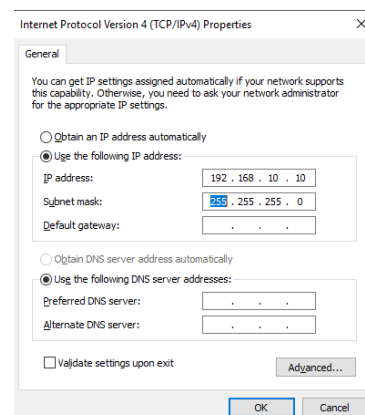 Internet Protocol Version 4 (TCP/IPv4) Properties
General
You can get IP settings assigned automatically if your network supports
this capability. Otherwise, you need to ask your network administrator
for the appropriate IP settings.
Obtain an IP address automatically
Use the following IP address:
IP address: 192 . 168 . 10 . 10
Subnet mask: 255 . 255 . 255 . 0
Default gateway: . . .
Obtain DNS server address automatically
Use the following DNS server addresses:
Preferred DNS server: . . .
Alternate DNS server: . . .
Validate settings upon exit
Advanced...
OK Cancel